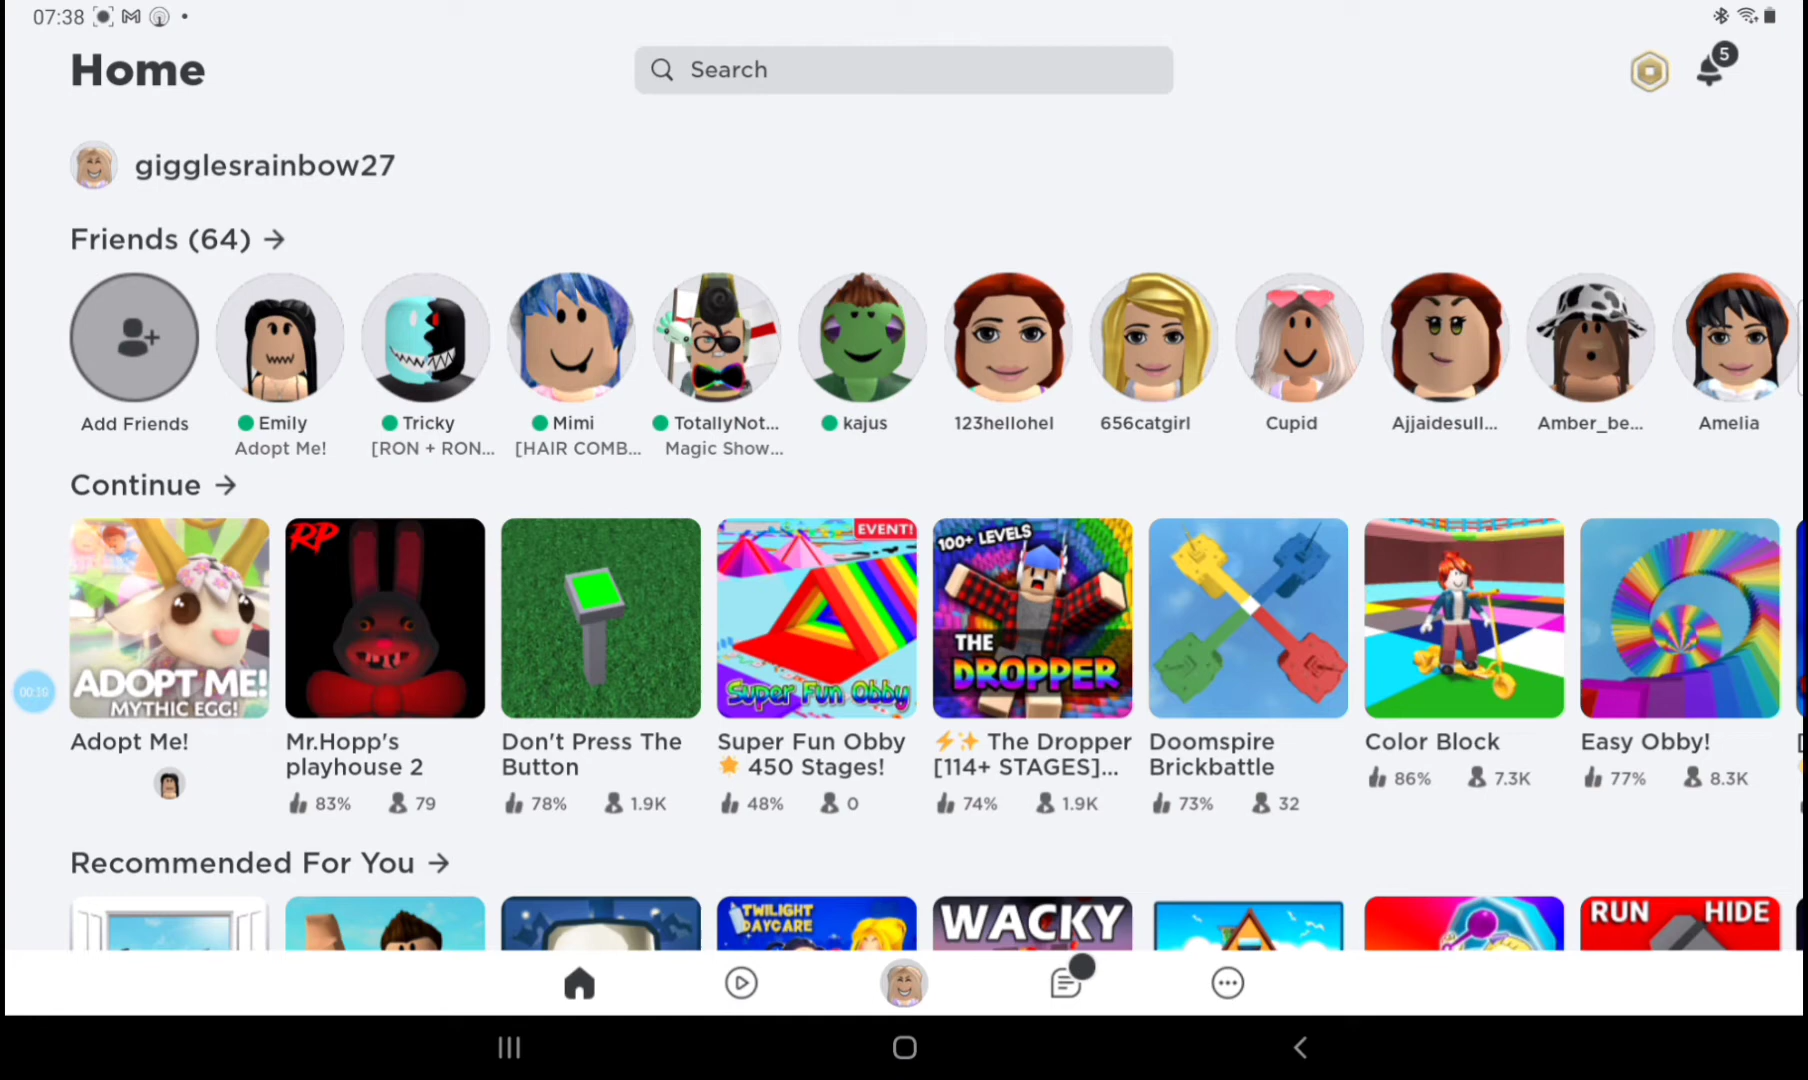 07:38
Home
Search
5
gigglesrainbow27
Friends (64) →
Add Friends
Emily
Adopt Me!
Tricky
[RON + RON...
Mimi
[HAIR COMB...
TotallyNot...
Magic Show...
kajus
123hellohel
656catgirl
Cupid
Ajjaidesull...
Amber_be...
Amelia
Continue →
ADOPT ME!
MYTHIC EGG!
RP
EVENT!
Super Fun Obby
100+ LEVELS
THE
DROPPER
00:10
Adopt Me!
Mr.Hopp's
playhouse 2
83% 79
Don't Press The
Button
78% 1.9K
Super Fun Obby
🌟 450 Stages!
48% 0
⚡✨ The Dropper
[114+ STAGES]...
74% 1.9K
Doomspire
Brickbattle
73% 32
Color Block
86% 7.3K
Easy Obby!
77% 8.3K
Recommended For You →
TWILIGHT
DAYCARE
WACKY
RUN HIDE